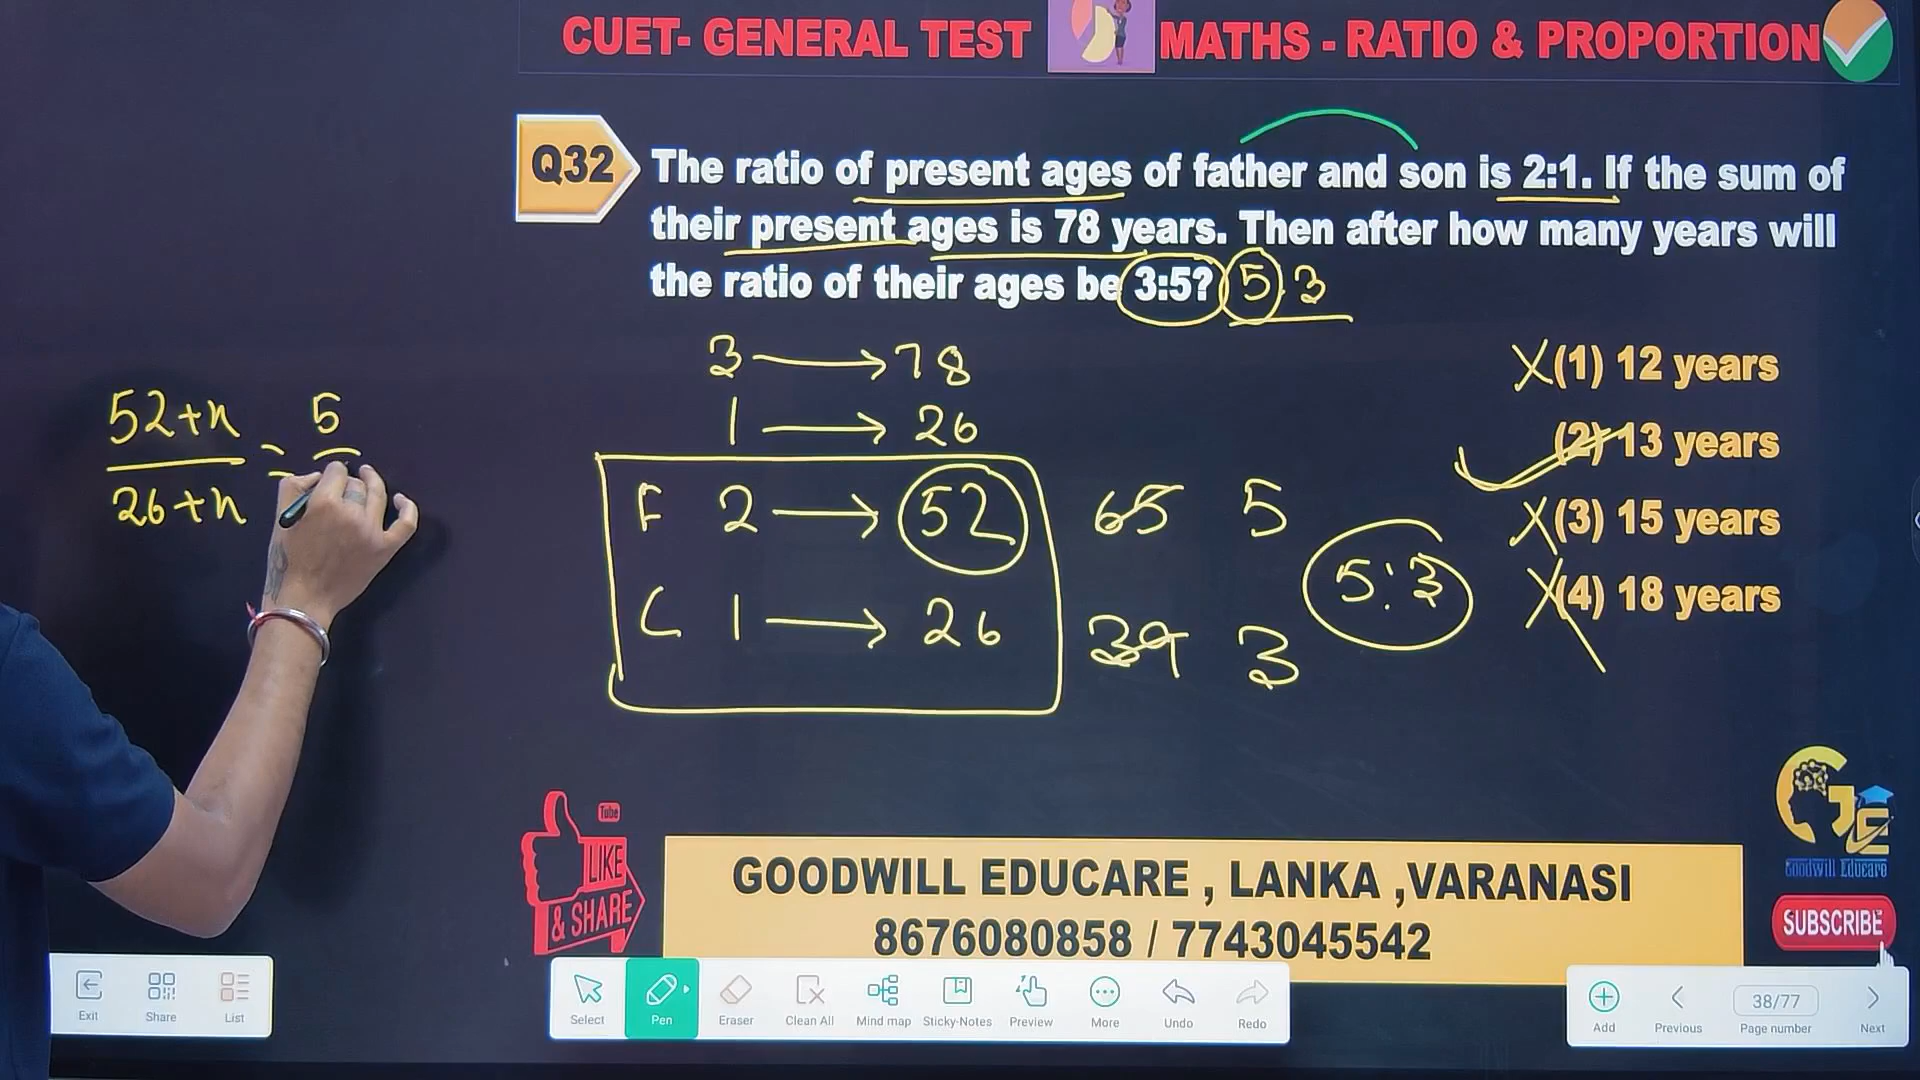 CUET- GENERAL TEST MATHS - RATIO & PROPORTION
Q32 The ratio of present ages of father and son is 2:1. If the sum of
their present ages is 78 years. Then after how many years will
the ratio of their ages be 3:5? 5:3
3 → 78
1 → 26
F 2 → 52 65 5
C 1 → 26 39 3
5:3
52+x
26+x
= 5
X (1) 12 years
(2) 13 years
X (3) 15 years
X (4) 18 years
Tube
LIKE
& SHARE
GOODWILL EDUCARE , LANKA ,VARANASI
8676080858 / 7743045542
GE
Goodwill Educare
SUBSCRIBE
Exit Share List
Select Pen Eraser Clean All Mind map Sticky-Notes Preview More Undo Redo
Add Previous 38/77 Page number Next